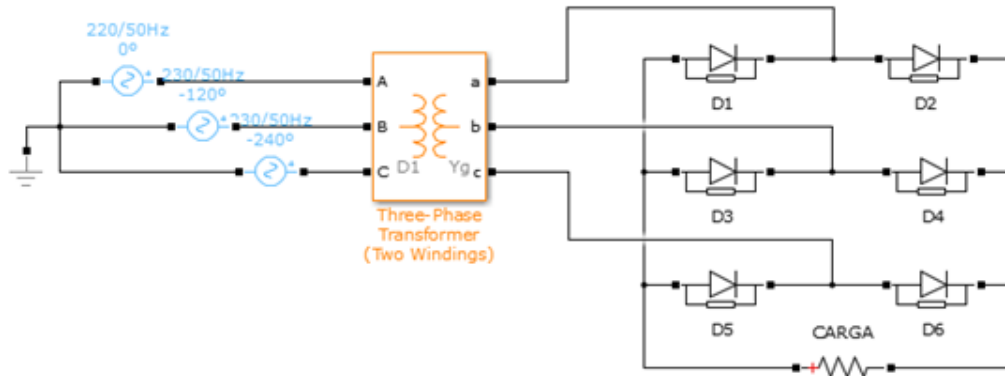 220/50Hz
0º
230/50Hz
-120º
230/50Hz
-240º
A
B
C
a
b
c
D1
Yg
Three-Phase
Transformer
(Two Windings)
D1
D2
D3
D4
D5
D6
CARGA